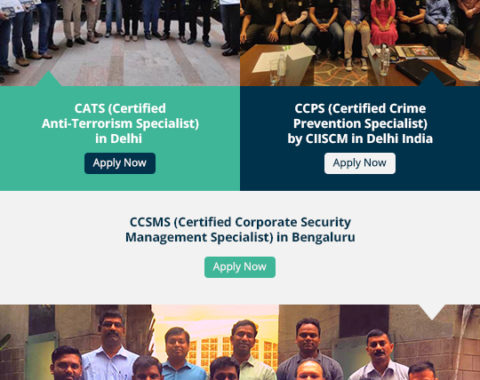 CATS (Certified
Anti-Terrorism Specialist)
in Delhi
Apply Now
CCPS (Certified Crime
Prevention Specialist)
by CIISCM in Delhi India
Apply Now
CCSMS (Certified Corporate Security
Management Specialist) in Bengaluru
Apply Now